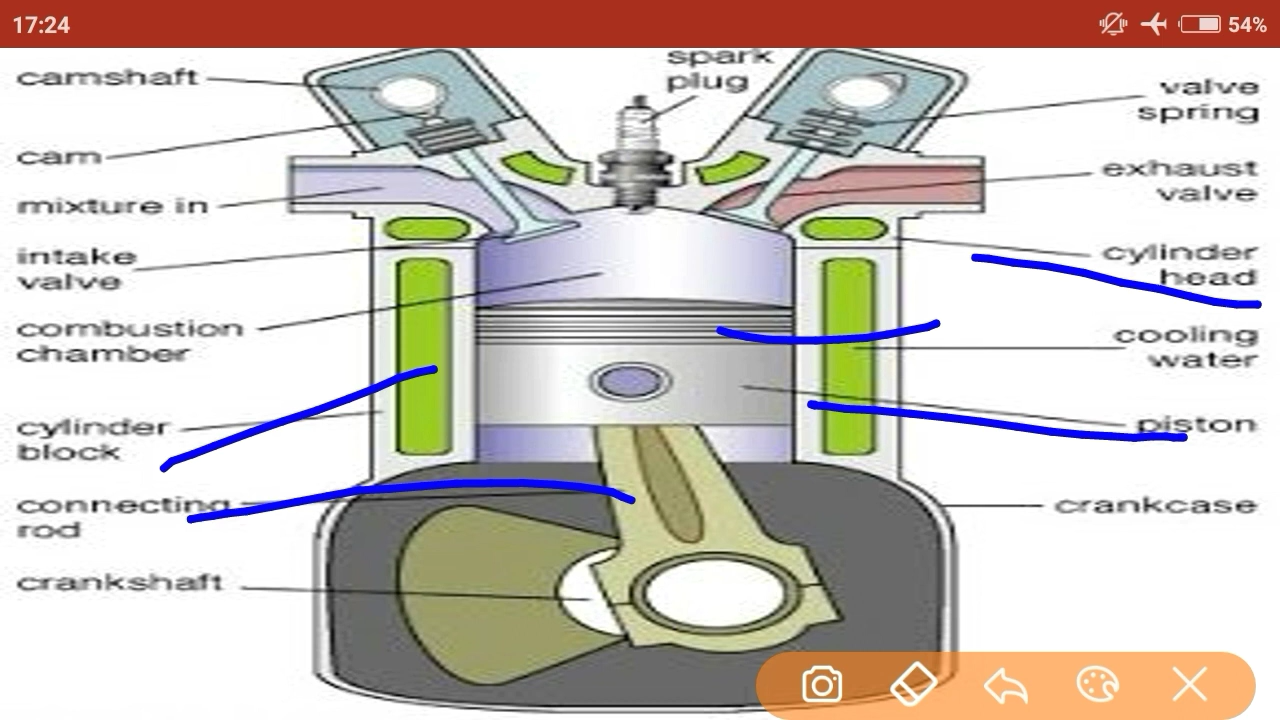 17:24
54%
camshaft
spark
plug
valve
spring
cam
exhaust
valve
mixture in
intake
valve
cylinder
head
combustion
chamber
cooling
water
cylinder
block
piston
connecting
rod
crankcase
crankshaft